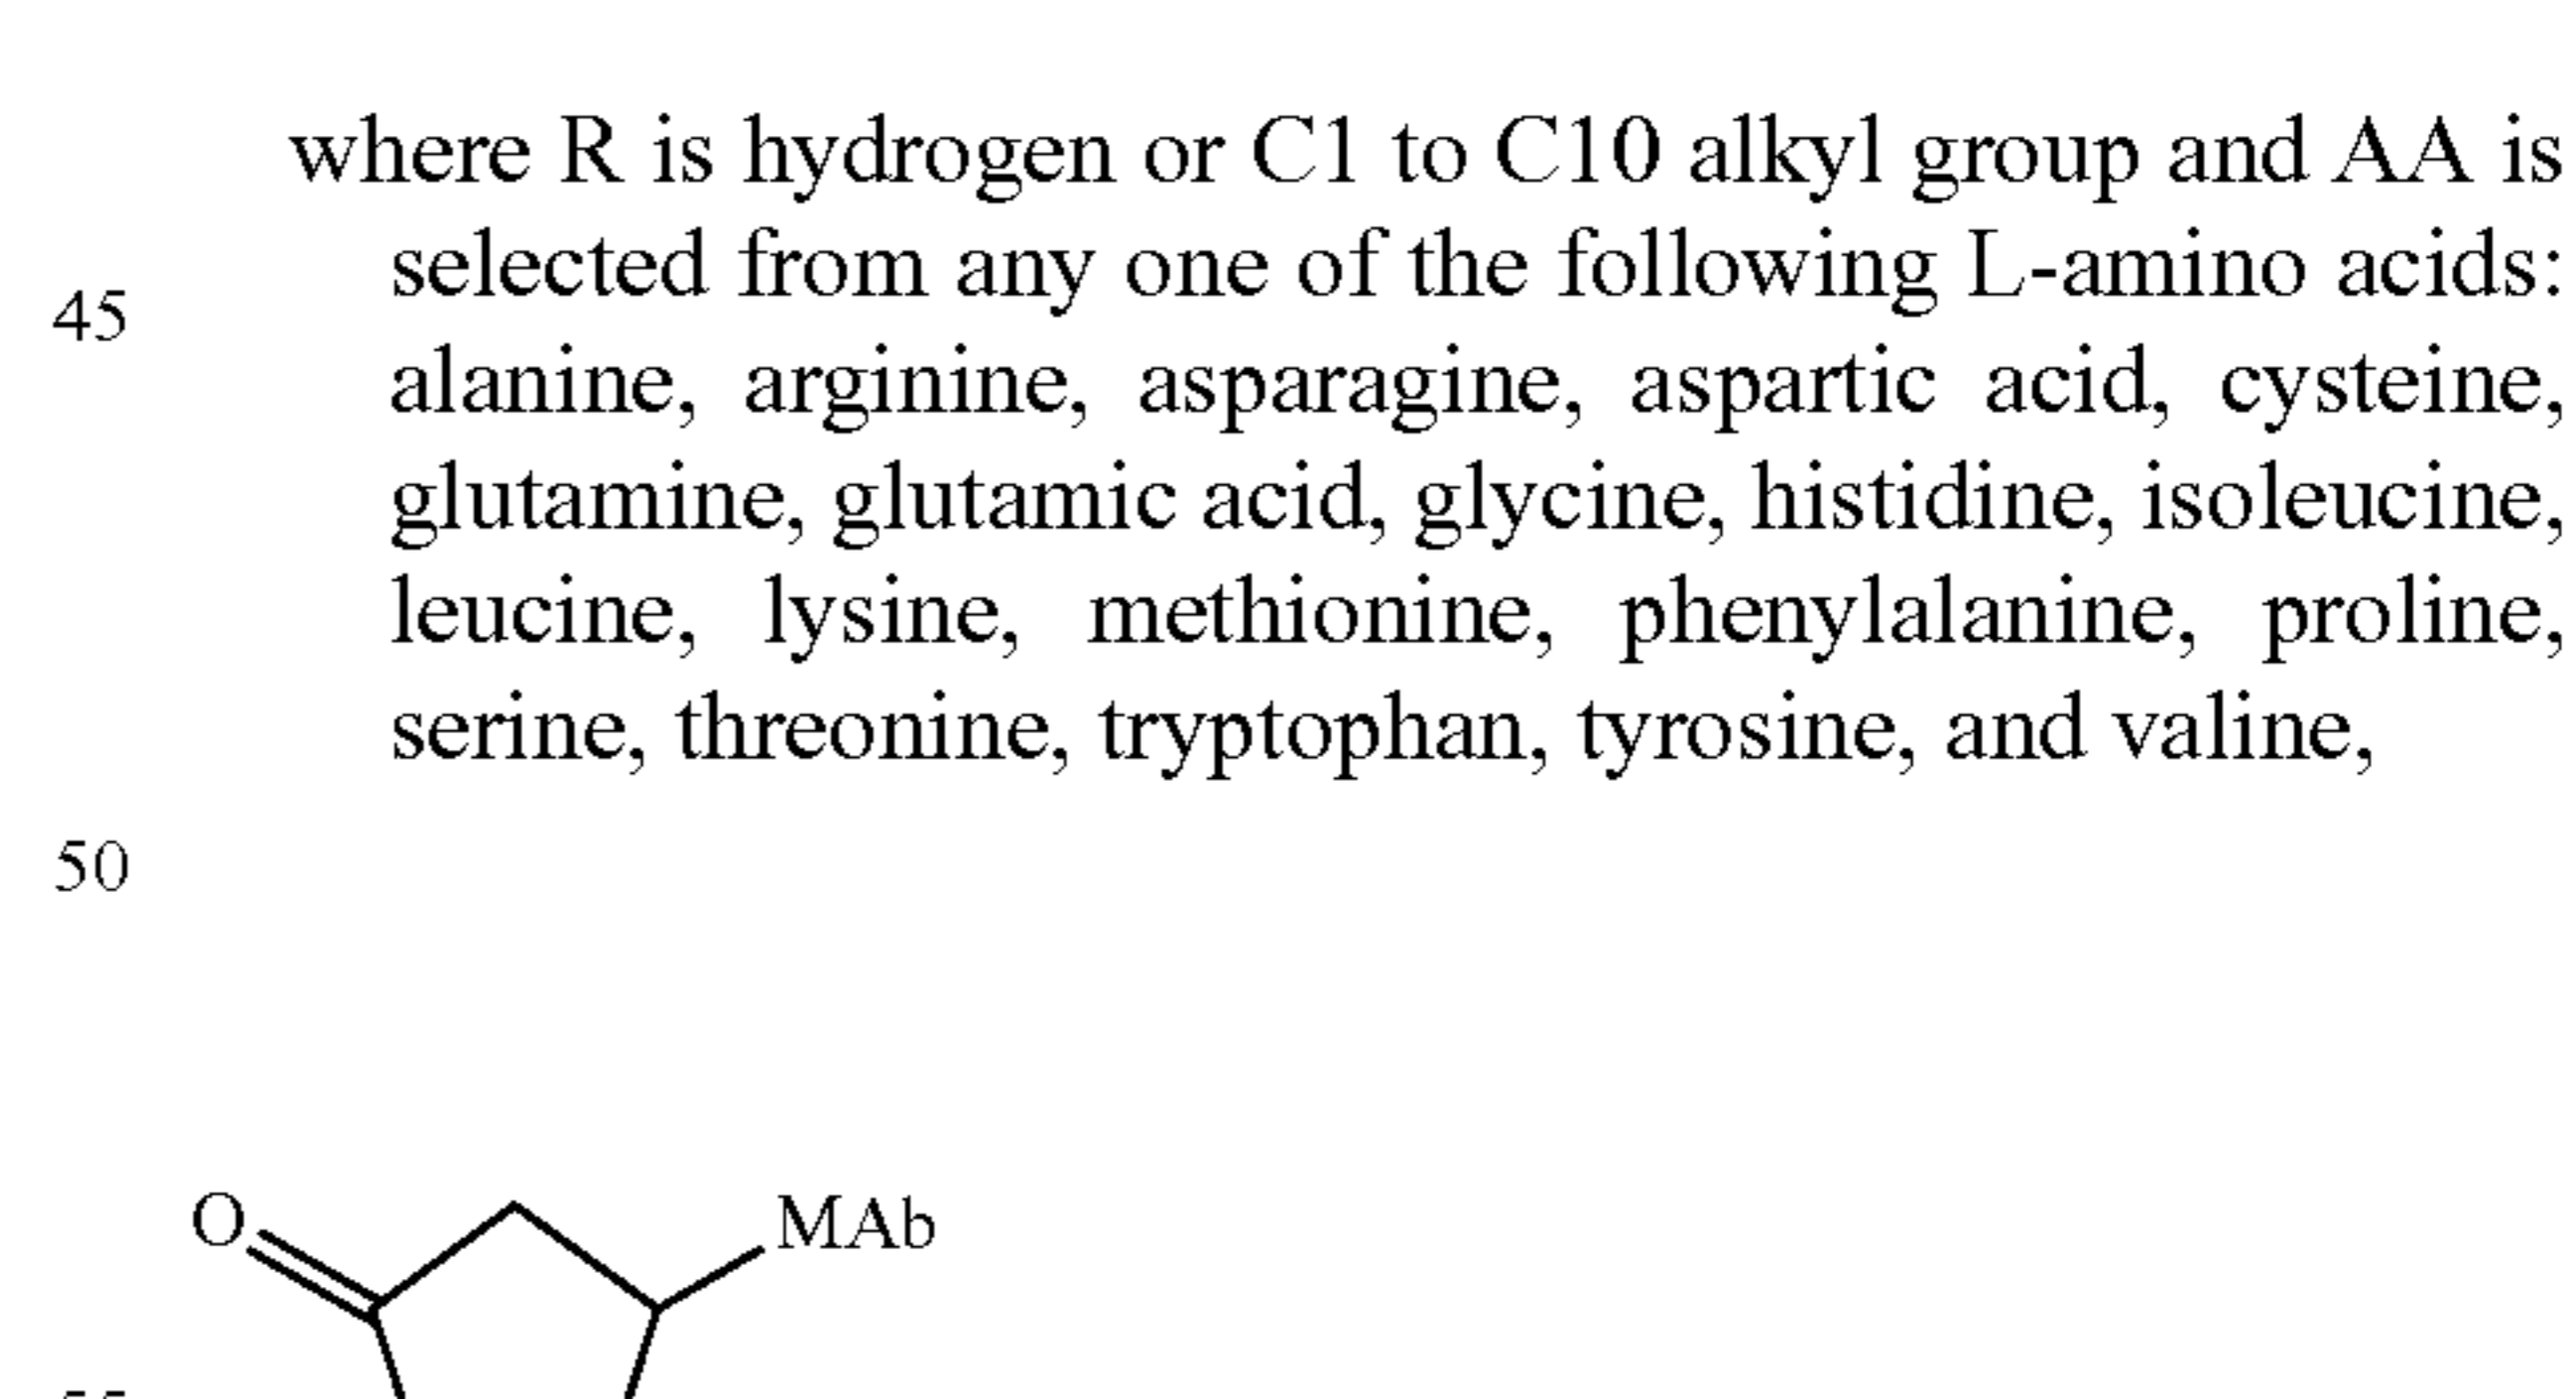 where R is hydrogen or C1 to C10 alkyl group and AA is
selected from any one of the following L-amino acids:
45
alanine, arginine, asparagine, aspartic acid, cysteine,
glutamine, glutamic acid, glycine, histidine, isoleucine,
leucine, lysine, methionine, phenylalanine, proline,
serine, threonine, tryptophan, tyrosine, and valine,
50
O
MAb